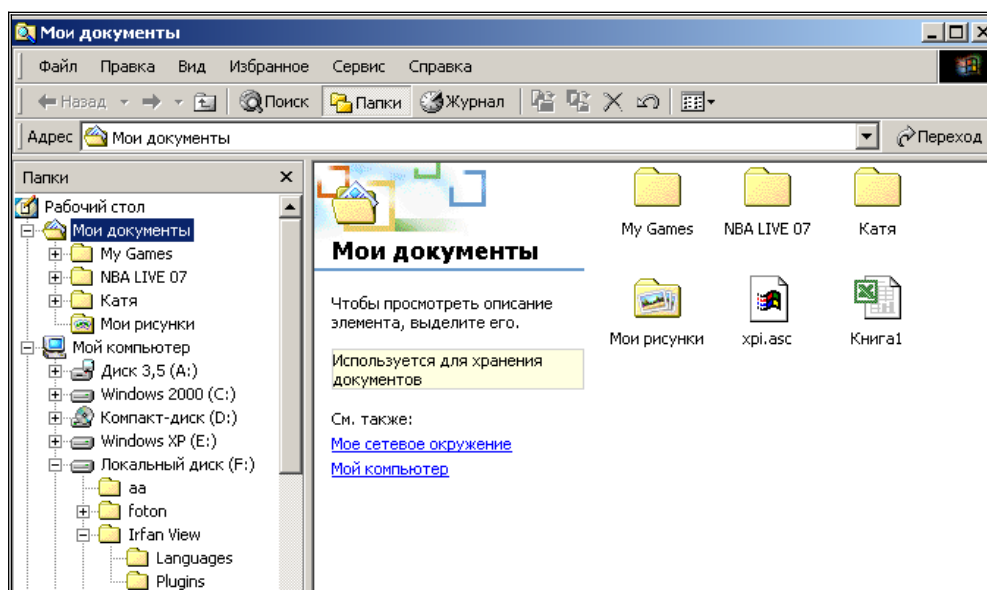 Мои документы
Файл Правка Вид Избранное Сервис Справка
Назад Поиск Папки Журнал
Адрес Мои документы Переход
Папки
Рабочий стол
Мои документы
My Games
NBA LIVE 07
Катя
Мои рисунки
Мой компьютер
Диск 3,5 (A:)
Windows 2000 (C:)
Компакт-диск (D:)
Windows XP (E:)
Локальный диск (F:)
aa
foton
Irfan View
Languages
Plugins
Мои документы
Чтобы просмотреть описание
элемента, выделите его.
Используется для хранения
документов
См. также:
Мое сетевое окружение
Мой компьютер
My Games NBA LIVE 07 Катя
Мои рисунки xpi.asc Книга1